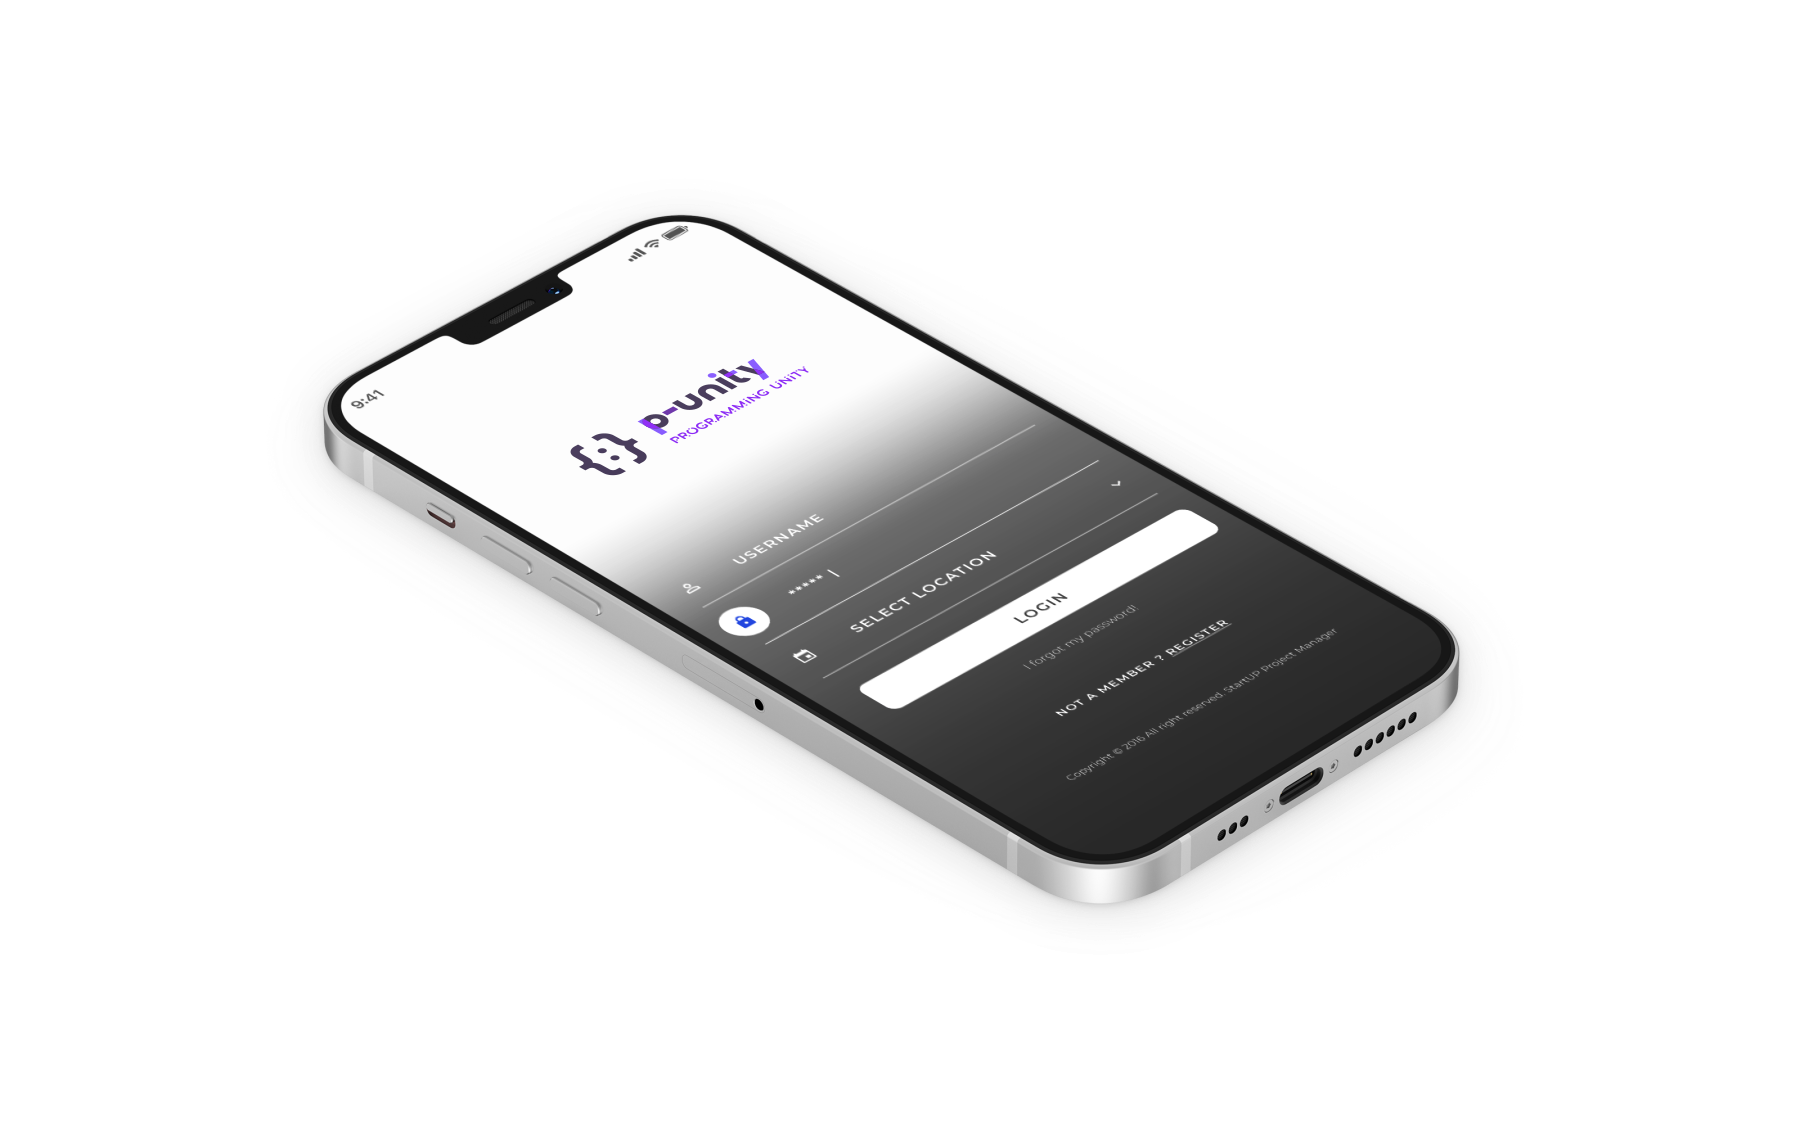 9:41
{:} p-unity
PROGRAMMiNG UNiTY
USERNAME
***** |
SELECT LOCATION
LOGIN
I forgot my password!
NOT A MEMBER ? REGISTER
Copyright © 2016 All right reserved. StartUP Project Manager